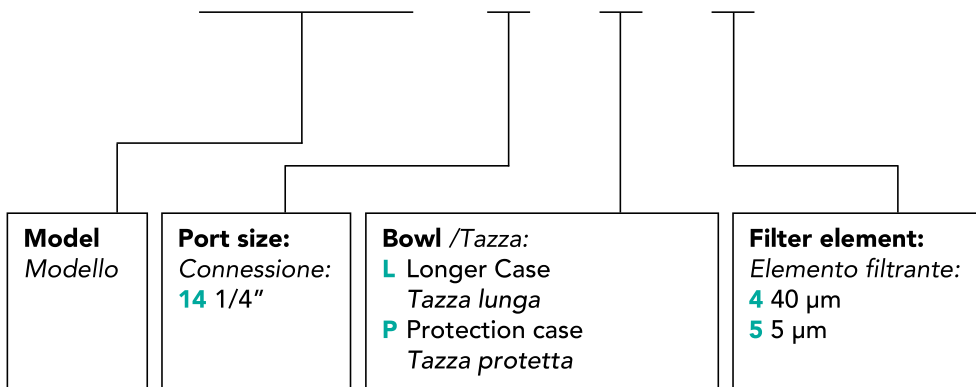 Model
Modello
Port size:
Connessione:
14 1/4”
Bowl /Tazza:
L Longer Case
Tazza lunga
P Protection case
Tazza protetta
Filter element:
Elemento filtrante:
4 40 µm
5 5 µm